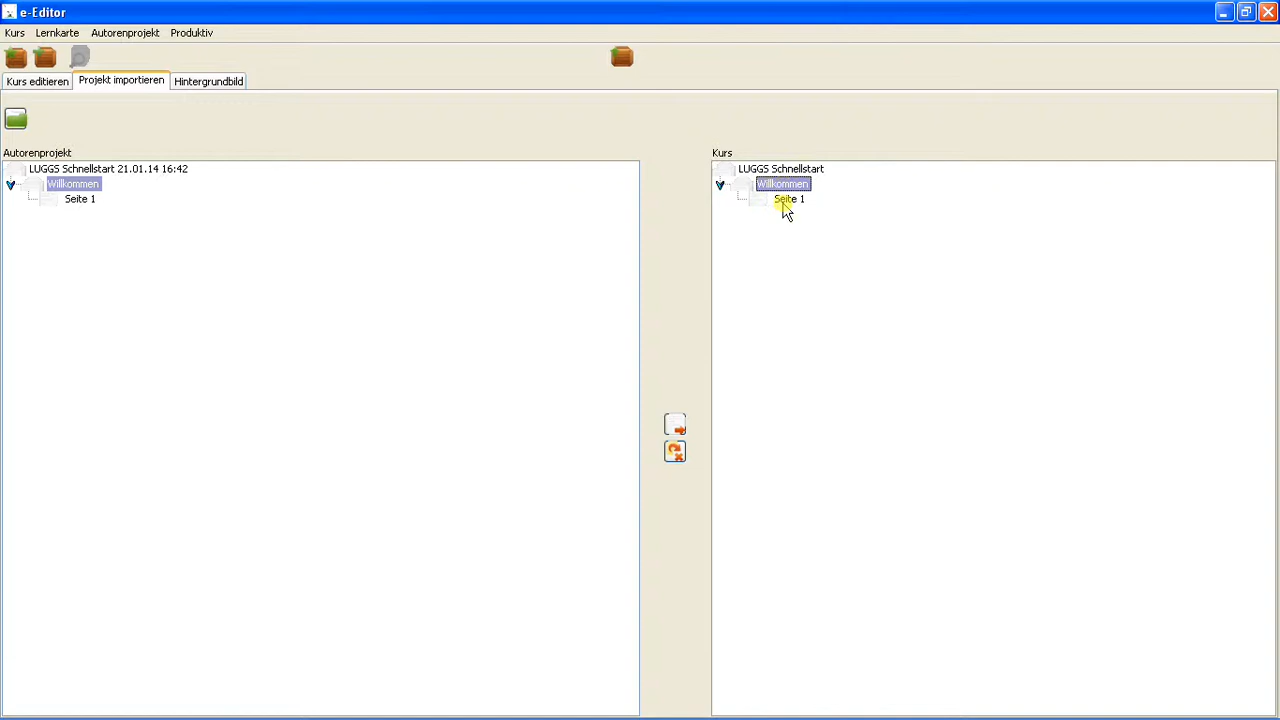 e-Editor
Kurs Lernkarte Autorenprojekt Produktiv
Kurs editieren Projekt importieren Hintergrundbild
Autorenprojekt Kurs
LUGGS Schnellstart 21.01.14 16:42
Willkommen
Seite 1
LUGGS Schnellstart
Willkommen
Seite 1